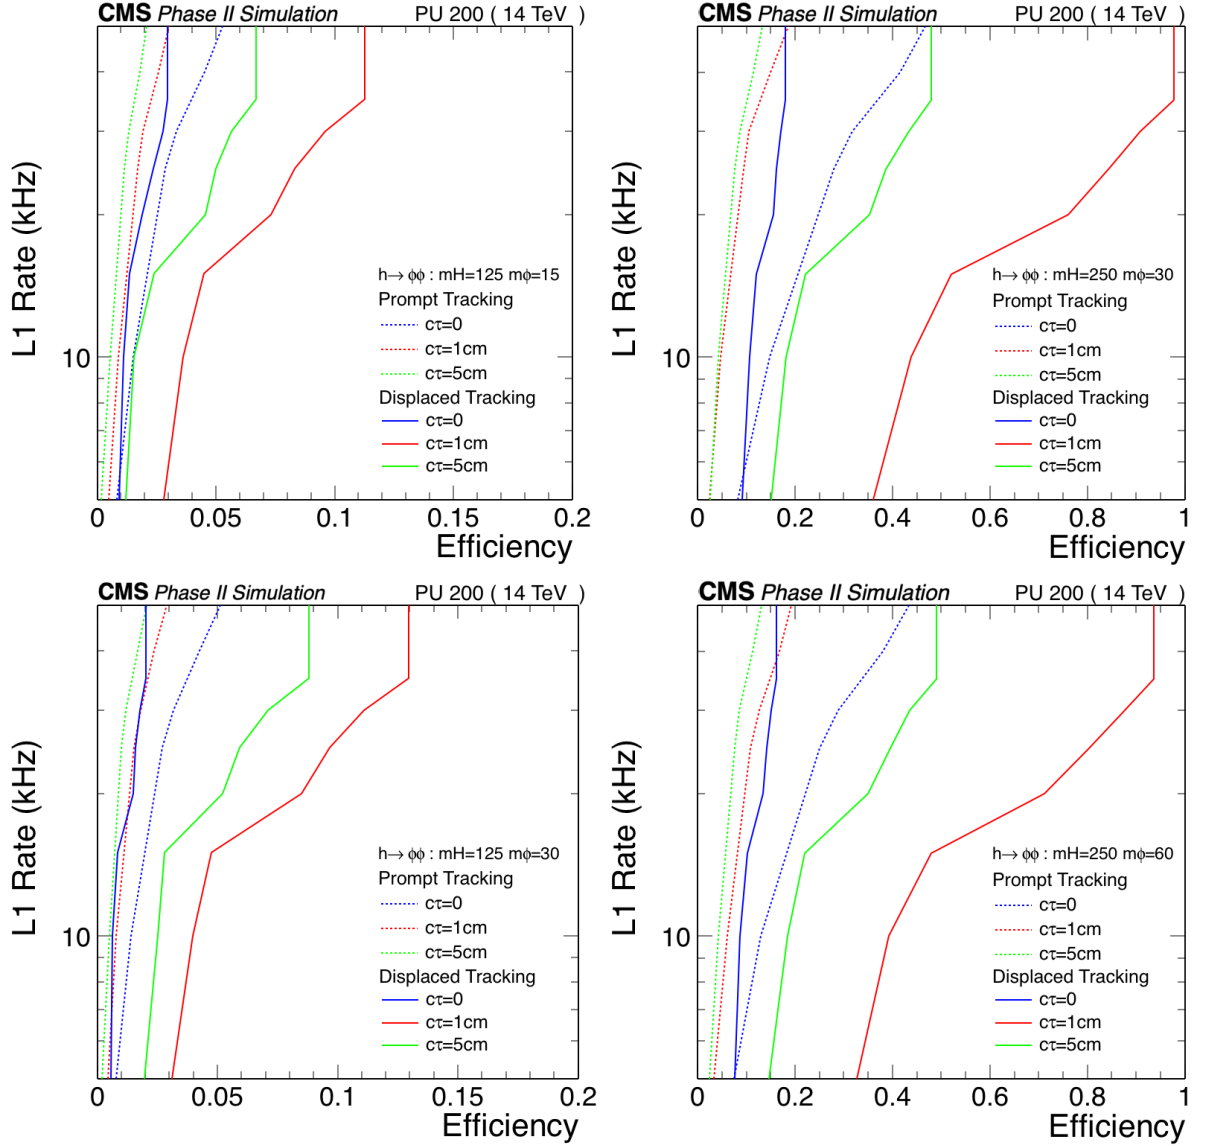 CMS Phase II Simulation PU 200 ( 14 TeV )
L1 Rate (kHz)
10
h→ ϕϕ : mH=125 mϕ=15
Prompt Tracking
cτ=0
cτ=1cm
cτ=5cm
Displaced Tracking
cτ=0
cτ=1cm
cτ=5cm
0 0.05 0.1 0.15 0.2
Efficiency
CMS Phase II Simulation PU 200 ( 14 TeV )
L1 Rate (kHz)
10
h→ ϕϕ : mH=250 mϕ=30
Prompt Tracking
cτ=0
cτ=1cm
cτ=5cm
Displaced Tracking
cτ=0
cτ=1cm
cτ=5cm
0 0.2 0.4 0.6 0.8 1
Efficiency
CMS Phase II Simulation PU 200 ( 14 TeV )
L1 Rate (kHz)
10
h→ ϕϕ : mH=125 mϕ=30
Prompt Tracking
cτ=0
cτ=1cm
cτ=5cm
Displaced Tracking
cτ=0
cτ=1cm
cτ=5cm
0 0.05 0.1 0.15 0.2
Efficiency
CMS Phase II Simulation PU 200 ( 14 TeV )
L1 Rate (kHz)
10
h→ ϕϕ : mH=250 mϕ=60
Prompt Tracking
cτ=0
cτ=1cm
cτ=5cm
Displaced Tracking
cτ=0
cτ=1cm
cτ=5cm
0 0.2 0.4 0.6 0.8 1
Efficiency